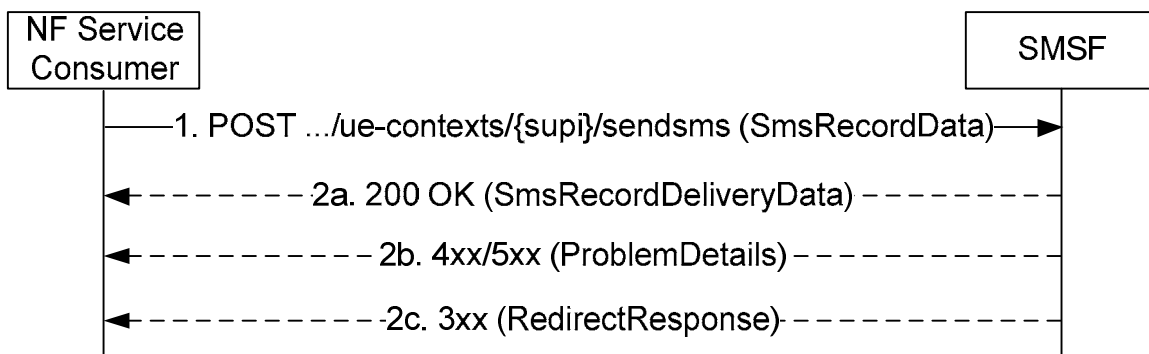 NF Service
Consumer
SMSF
1. POST .../ue-contexts/{supi}/sendsms (SmsRecordData)
2a. 200 OK (SmsRecordDeliveryData)
2b. 4xx/5xx (ProblemDetails)
2c. 3xx (RedirectResponse)